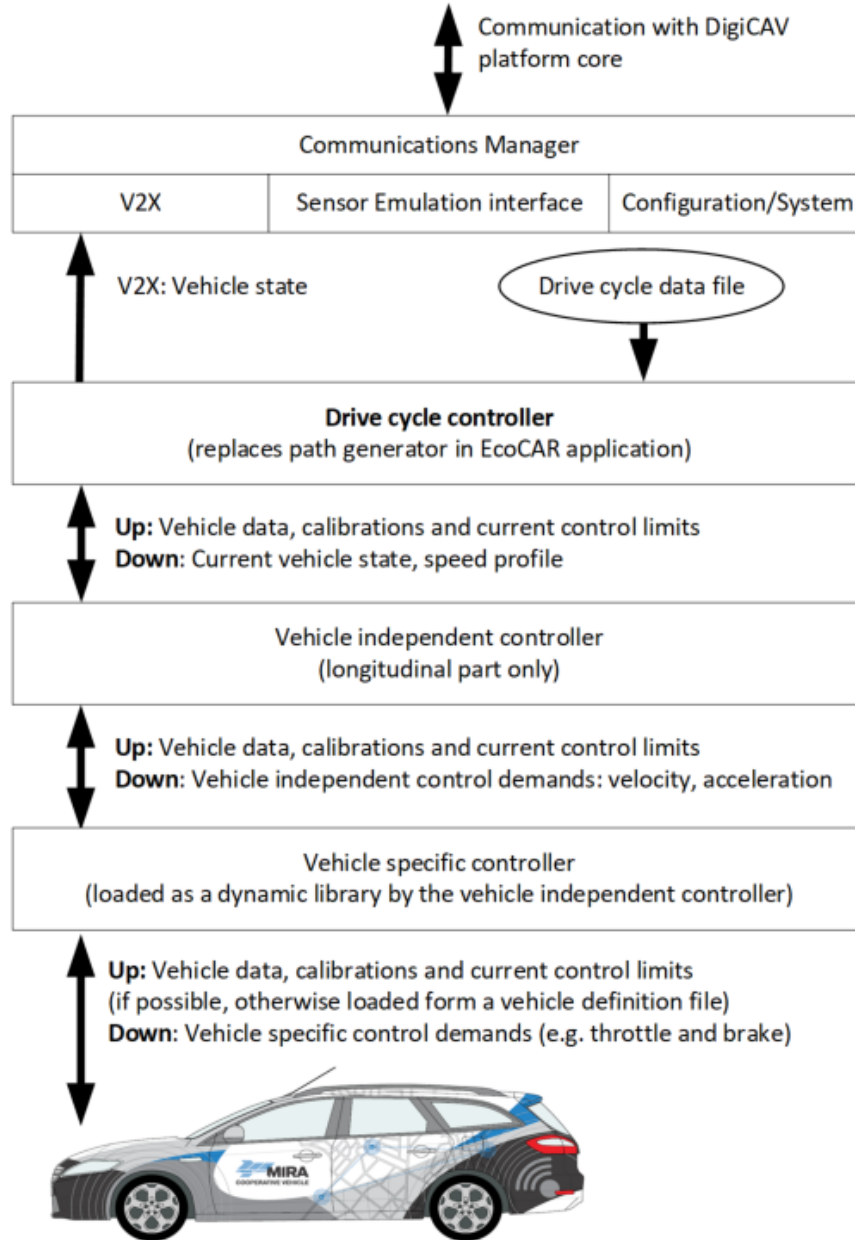 Communication with DigiCAV
platform core
Communications Manager
V2X
Sensor Emulation interface
Configuration/System
V2X: Vehicle state
Drive cycle data file
Drive cycle controller
(replaces path generator in EcoCAR application)
Up: Vehicle data, calibrations and current control limits
Down: Current vehicle state, speed profile
Vehicle independent controller
(longitudinal part only)
Up: Vehicle data, calibrations and current control limits
Down: Vehicle independent control demands: velocity, acceleration
Vehicle specific controller
(loaded as a dynamic library by the vehicle independent controller)
Up: Vehicle data, calibrations and current control limits
(if possible, otherwise loaded form a vehicle definition file)
Down: Vehicle specific control demands (e.g. throttle and brake)
MIRA
COOPERATIVE VEHICLE